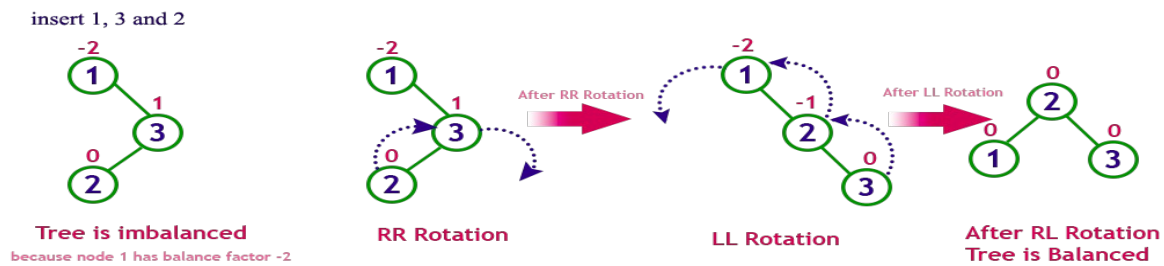 insert 1, 3 and 2
-2
1
1
3
0
2
Tree is imbalanced
because node 1 has balance factor -2
-2
1
1
3
0
2
RR Rotation
After RR Rotation
-2
1
-1
2
0
3
LL Rotation
After LL Rotation
0
2
0
1
0
3
After RL Rotation
Tree is Balanced